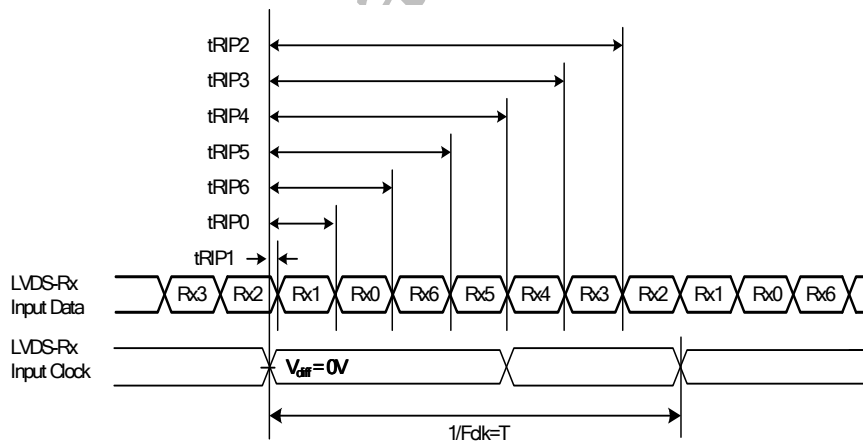 tRIP2
tRIP3
tRIP4
tRIP5
tRIP6
tRIP0
tRIP1
LVDS-Rx
Input Data
Rx3 Rx2 Rx1 Rx0 Rx6 Rx5 Rx4 Rx3 Rx2 Rx1 Rx0 Rx6
LVDS-Rx
Input Clock
Vdiff = 0V
1/Fclk=T